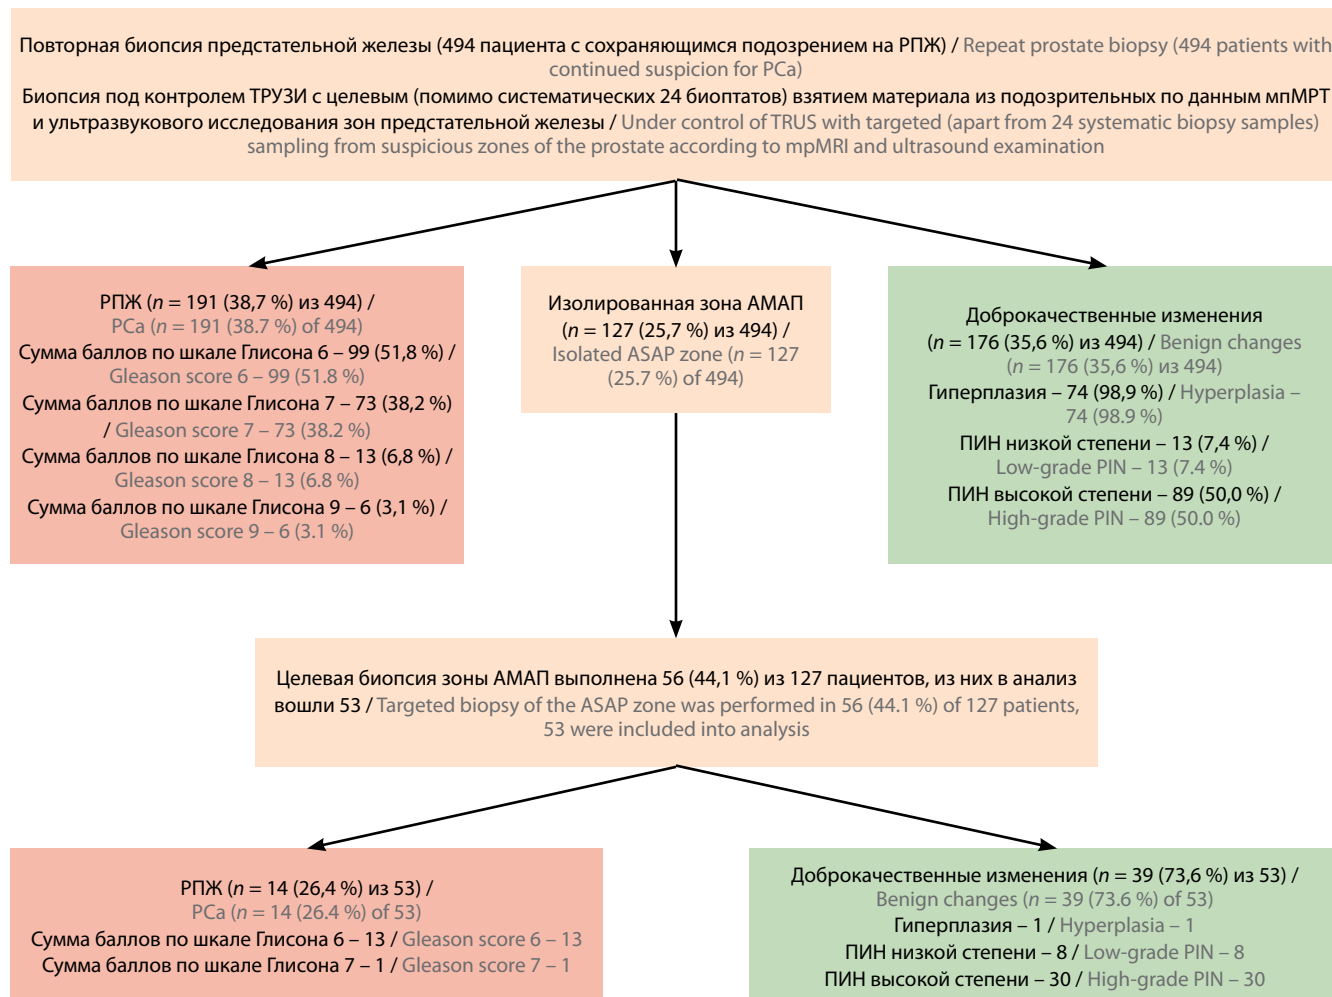 Повторная биопсия предстательной железы (494 пациента с сохраняющимся подозрением на РПЖ) / Repeat prostate biopsy (494 patients with
continued suspicion for PCa)
Биопсия под контролем ТРУЗИ с целевым (помимо систематических 24 биоптатов) взятием материала из подозрительных по данным мпМРТ
и ультразвукового исследования зон предстательной железы / Under control of TRUS with targeted (apart from 24 systematic biopsy samples)
sampling from suspicious zones of the prostate according to mpMRI and ultrasound examination
РПЖ (n = 191 (38,7 %) из 494) /
PCa (n = 191 (38.7 %) of 494)
Сумма баллов по шкале Глисона 6 – 99 (51,8 %) /
Gleason score 6 – 99 (51.8 %)
Сумма баллов по шкале Глисона 7 – 73 (38,2 %)
/ Gleason score 7 – 73 (38.2 %)
Сумма баллов по шкале Глисона 8 – 13 (6,8 %) /
Gleason score 8 – 13 (6.8 %)
Сумма баллов по шкале Глисона 9 – 6 (3,1 %) /
Gleason score 9 – 6 (3.1 %)
Изолированная зона АМАП
(n = 127 (25,7 %) из 494) /
Isolated ASAP zone (n = 127
(25.7 %) of 494)
Доброкачественные изменения
(n = 176 (35,6 %) из 494) / Benign changes
(n = 176 (35,6 %) из 494)
Гиперплазия – 74 (98,9 %) / Hyperplasia –
74 (98.9 %)
ПИН низкой степени – 13 (7,4 %) /
Low-grade PIN – 13 (7.4 %)
ПИН высокой степени – 89 (50,0 %) /
High-grade PIN – 89 (50.0 %)
Целевая биопсия зоны АМАП выполнена 56 (44,1 %) из 127 пациентов, из них в анализ
вошли 53 / Targeted biopsy of the ASAP zone was performed in 56 (44.1 %) of 127 patients,
53 were included into analysis
РПЖ (n = 14 (26,4 %) из 53) /
PCa (n = 14 (26.4 %) of 53)
Сумма баллов по шкале Глисона 6 – 13 / Gleason score 6 – 13
Сумма баллов по шкале Глисона 7 – 1 / Gleason score 7 – 1
Доброкачественные изменения (n = 39 (73,6 %) из 53) /
Benign changes (n = 39 (73.6 %) of 53)
Гиперплазия – 1 / Hyperplasia – 1
ПИН низкой степени – 8 / Low-grade PIN – 8
ПИН высокой степени – 30 / High-grade PIN – 30